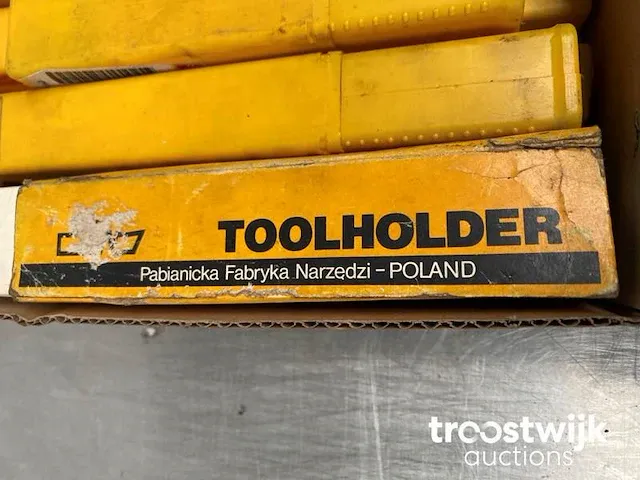 TOOLHOLDER
Pabianicka Fabryka Narzędzi - POLAND
troostwijk
auctions